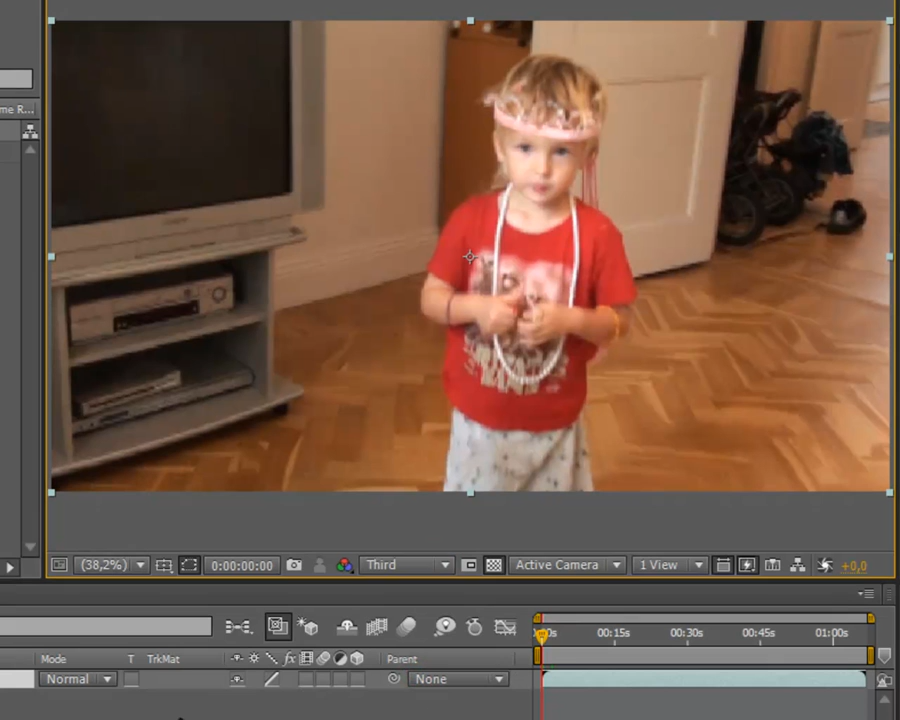 me R...
(38,2%)
0:00:00:00
Third
Active Camera
1 View
+0,0
00:15s
00:30s
00:45s
01:00s
Mode
T
TrkMat
fx
Parent
Normal
None